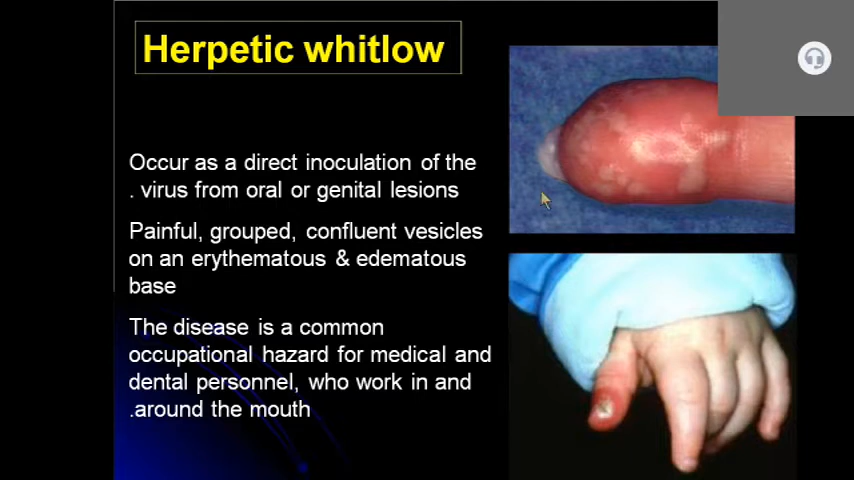 Herpetic whitlow
Occur as a direct inoculation of the
. virus from oral or genital lesions
Painful, grouped, confluent vesicles
on an erythematous & edematous
base
The disease is a common
occupational hazard for medical and
dental personnel, who work in and
.around the mouth